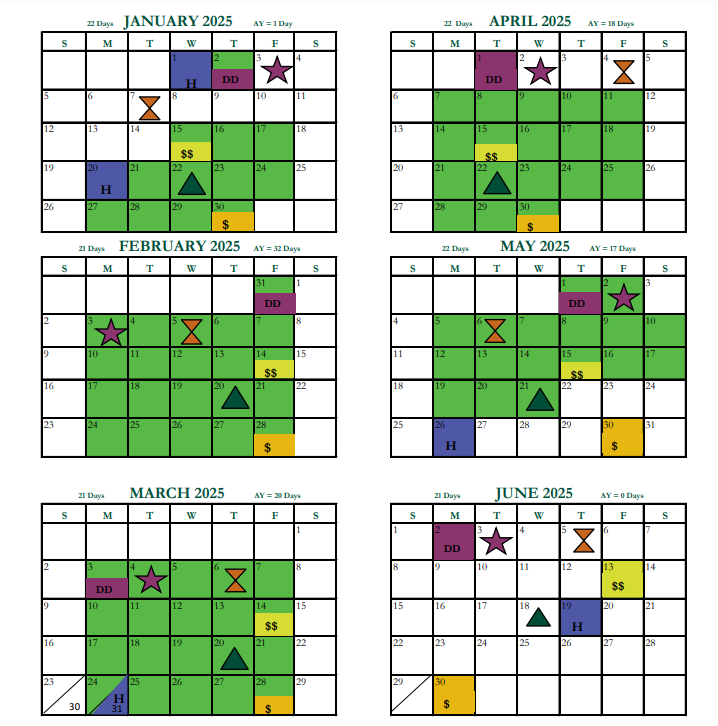 22 Days JANUARY 2025 AY = 1 Day
S M T W T F S
1 2 3 4
H DD
5 6 7 8 9 10 11
12 13 14 15 16 17 18
$$
19 20 21 22 23 24 25
H
26 27 28 29 30
$
22 Days APRIL 2025 AY = 18 Days
S M T W T F S
1 2 3 4 5
DD
6 7 8 9 10 11 12
13 14 15 16 17 18 19
$$
20 21 22 23 24 25 26
27 28 29 30
$
21 Days FEBRUARY 2025 AY = 32 Days
S M T W T F S
31 1
DD
2 3 4 5 6 7 8
9 10 11 12 13 14 15
$$
16 17 18 19 20 21 22
23 24 25 26 27 28
$
22 Days MAY 2025 AY = 17 Days
S M T W T F S
1 2 3
DD
4 5 6 7 8 9 10
11 12 13 14 15 16 17
$$
18 19 20 21 22 23 24
25 26 27 28 29 30 31
H $
21 Days MARCH 2025 AY = 20 Days
S M T W T F S
1
2 3 4 5 6 7 8
DD
9 10 11 12 13 14 15
$$
16 17 18 19 20 21 22
23 24 25 26 27 28 29
30 H 31 $
21 Days JUNE 2025 AY = 0 Days
S M T W T F S
1 2 3 4 5 6 7
DD
8 9 10 11 12 13 14
$$
15 16 17 18 19 20 21
H
22 23 24 25 26 27 28
29 30
$